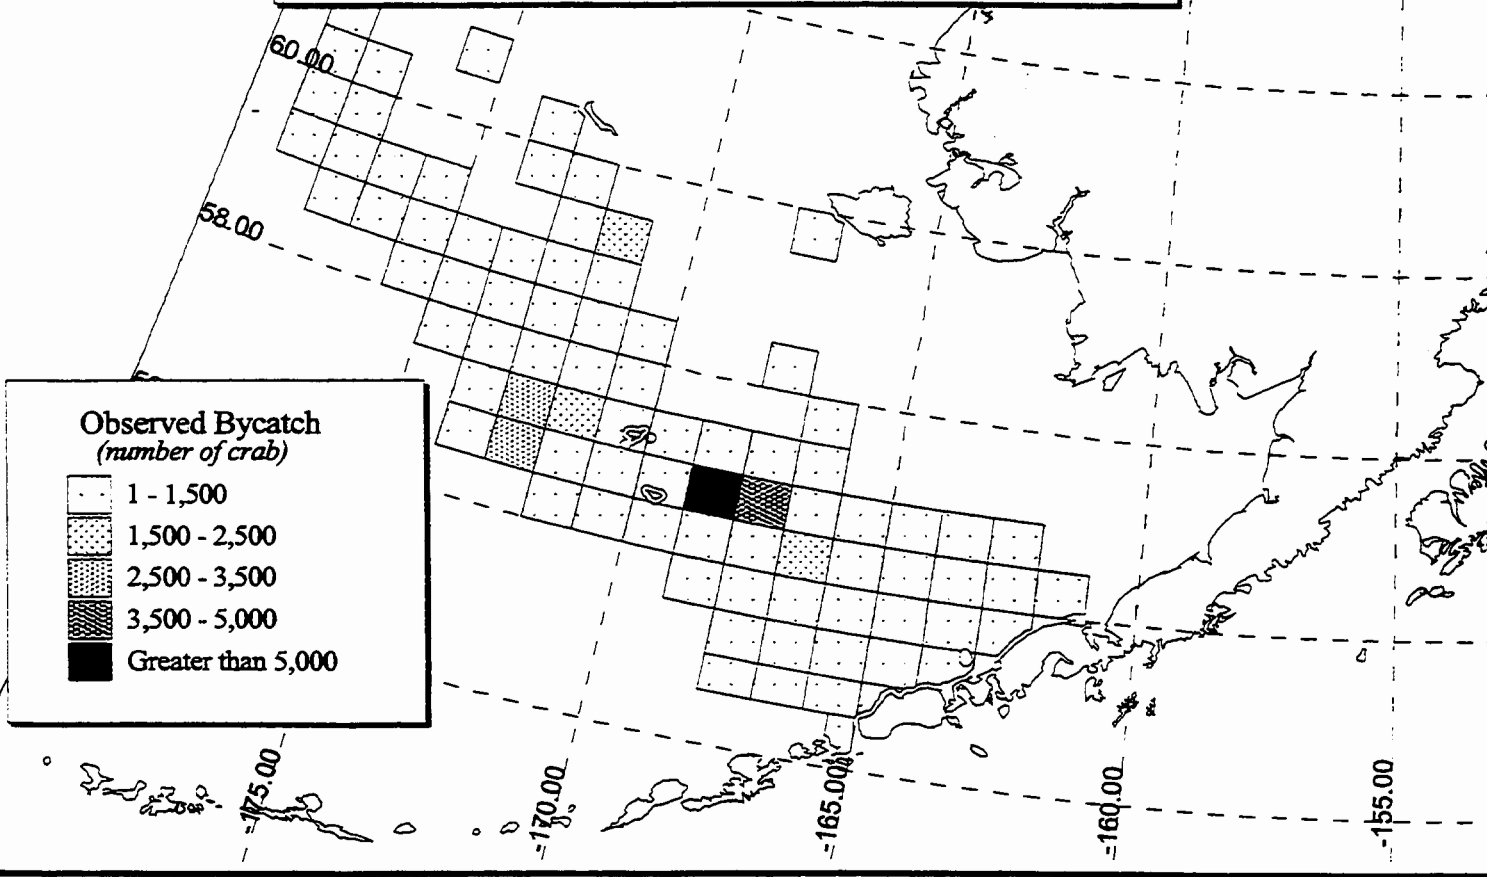 60.00
58.00
Observed Bycatch
(number of crab)
1 - 1,500
1,500 - 2,500
2,500 - 3,500
3,500 - 5,000
Greater than 5,000
-175.00
-170.00
-165.00
-160.00
-155.00